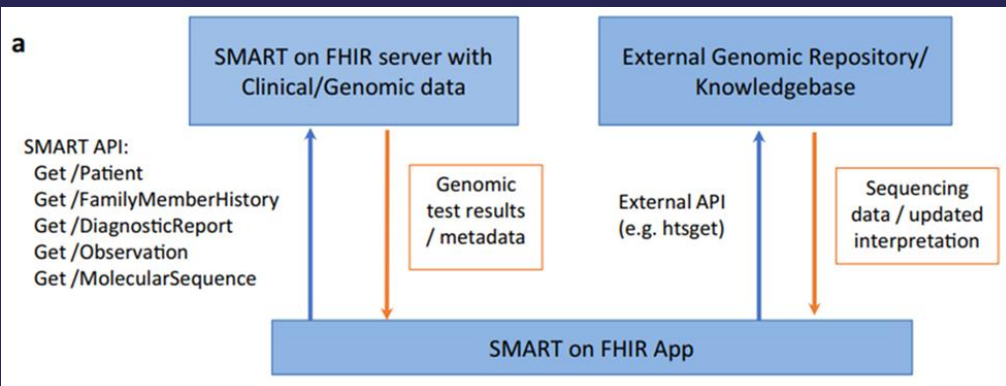 a
SMART on FHIR server with
Clinical/Genomic data
External Genomic Repository/
Knowledgebase
SMART API:
Get /Patient
Get /FamilyMemberHistory
Get /DiagnosticReport
Get /Observation
Get /MolecularSequence
Genomic
test results
/ metadata
External API
(e.g. htsget)
Sequencing
data / updated
interpretation
SMART on FHIR App